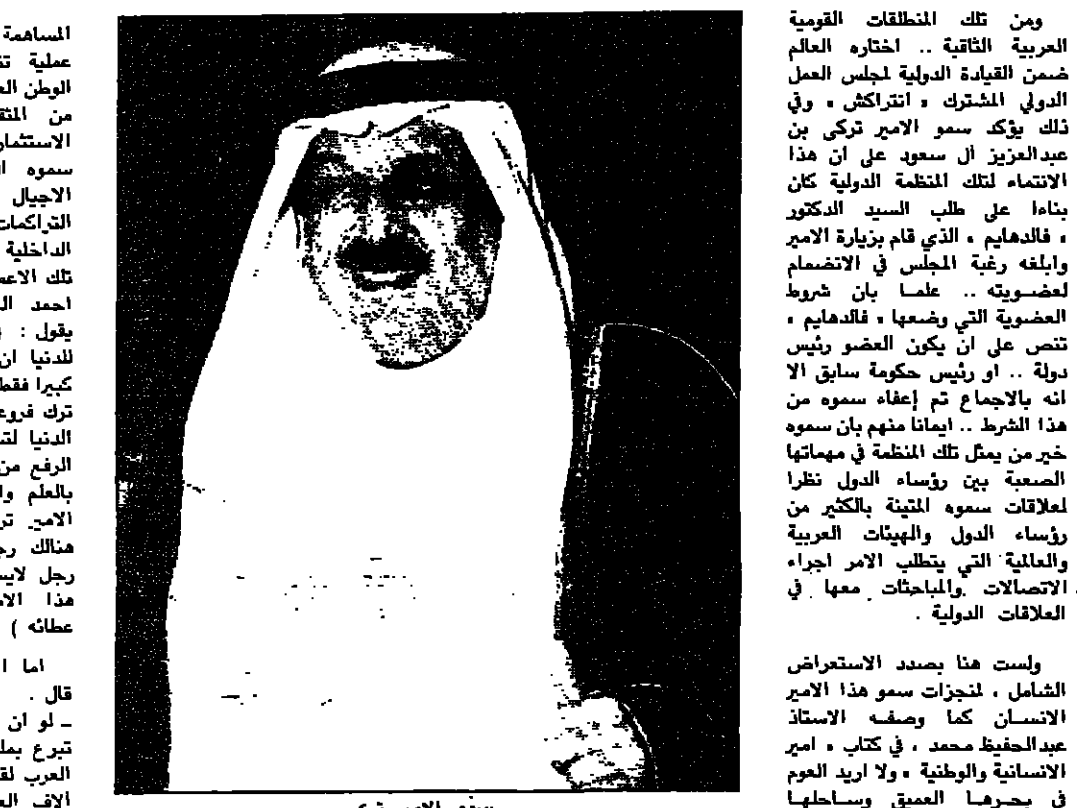 ومن تلك المنطلقات القومية
العربية الثاقبة .. اختاره العالم
ضمن القيادة الدولية لمجلس العمل
الدولي المشترك « انتراكش » وفي
ذلك يؤكد سمو الامير تركي بن
عبدالعزيز آل سعود على ان هذا
الانتماء لتلك المنظمة الدولية كان
بناءا على طلب السيد الدكتور
« فالدهايم » الذي قام بزيارة الامير
وابلغه رغبة المجلس في الانضمام
لعضويته .. علما بان شروط
العضوية التي وضعها « فالدهايم »
تنص على ان يكون العضو رئيس
دولة .. او رئيس حكومة سابق الا
انه بالاجماع تم إعفاء سموه من
هذا الشرط .. ايمانا منهم بان سموه
خير من يمثل تلك المنظمة في مهماتها
الصعبة بين رؤساء الدول نظرا
لعلاقات سموه المتينة بالكثير من
رؤساء الدول والهيئات العربية
والعالمية التي يتطلب الامر اجراء
الاتصالات والمباحثات معها في
العلاقات الدولية .
ولست هنا بصدد الاستعراض
الشامل ، لمنجزات سمو هذا الامير
الانسان كما وصفه الاستاذ
عبدالحفيظ محمد ، في كتاب « امير
الانسانية والوطنية » ولا اريد العوم
في بحرها العميق وساحلها
المساهمة
عملية
الوطن
من
الاستثمار
سموه
الاجيال
التراكمات
الداخلية
تلك
احمد
يقول :
للدنيا ان
كبيرا فقط
ترك
الدنيا
الرفع من
بالعلم
الامير
هنالك
رجل
هذا
عطائه )
اما
قال .
ـ لو ان
تبرع
العرب
الاف